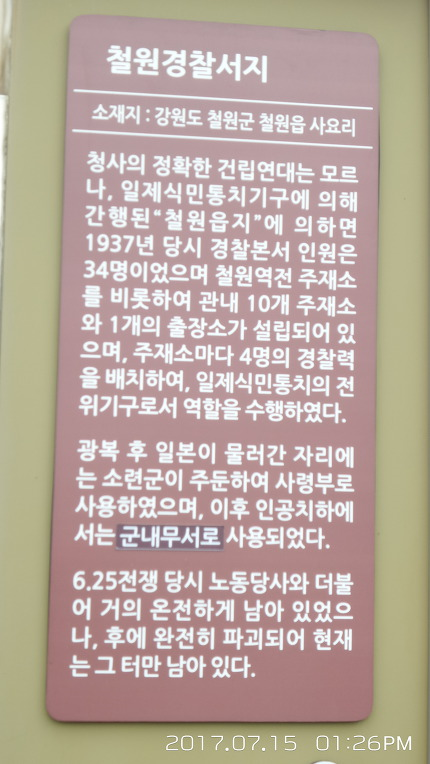 철원경찰서지
소재지 : 강원도 철원군 철원읍 사요리
청사의 정확한 건립연대는 모르
나, 일제식민통치기구에 의해
간행된 "철원읍지"에 의하면
1937년 당시 경찰본서 인원은
34명이었으며 철원역전 주재소
를 비롯하여 관내 10개 주재소
와 1개의 출장소가 설립되어 있
으며, 주재소마다 4명의 경찰력
을 배치하여, 일제식민통치의 전
위기구로서 역할을 수행하였다.
광복 후 일본이 물러간 자리에
는 소련군이 주둔하여 사령부로
사용하였으며, 이후 인공치하에
서는 군내무서로 사용되었다.
6.25전쟁 당시 노동당사와 더불
어 거의 온전하게 남아 있었으
나, 후에 완전히 파괴되어 현재
는 그 터만 남아 있다.
2017.07.15 01:26PM